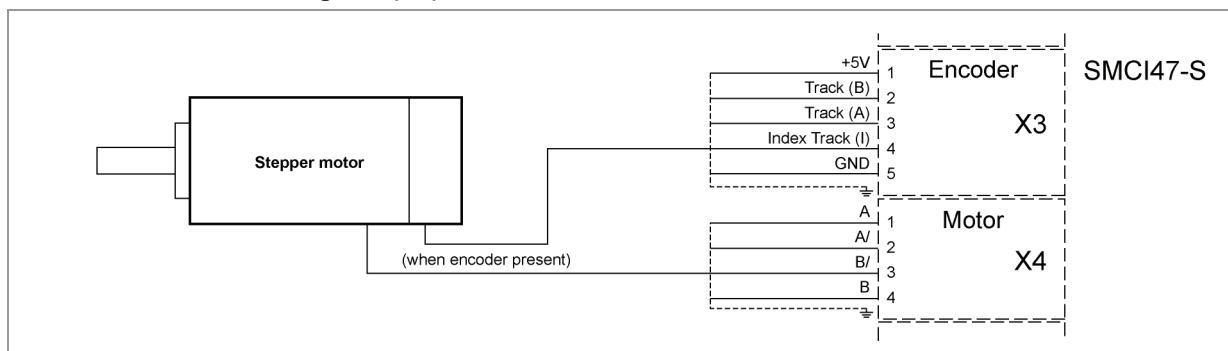 Stepper motor
(when encoder present)
+5V
Track (B)
Track (A)
Index Track (I)
GND
1
2
3
4
5
Encoder
X3
SMCI47-S
A
A/
B/
B
1
2
3
4
Motor
X4